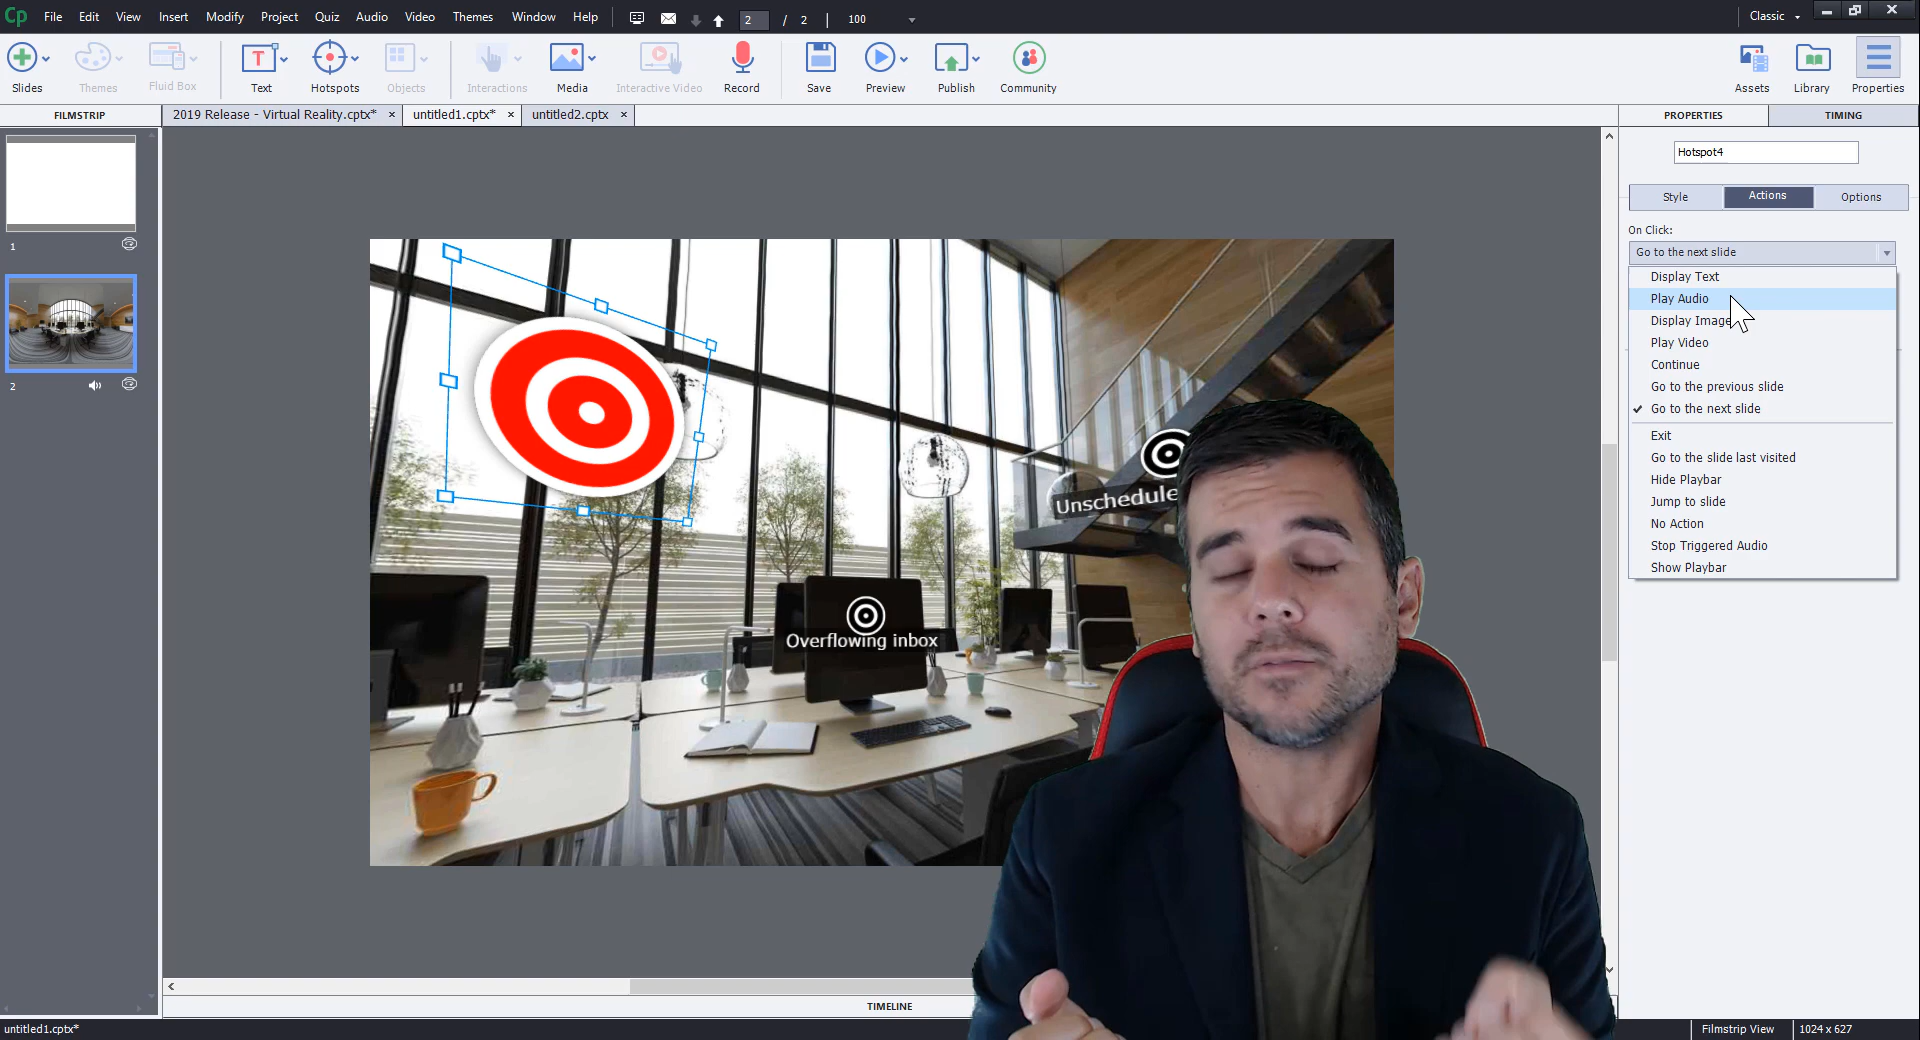 Cp File Edit View Insert Modify Project Quiz Audio Video Themes Window Help 2 / 2 100 Classic
Slides Themes Fluid Box Text Hotspots Objects Interactions Media Interactive Video Record Save Preview Publish Community Assets Library Properties
FILMSTRIP 2019 Release - Virtual Reality.cptx* × untitled1.cptx* × untitled2.cptx × PROPERTIES TIMING
Hotspot4
Style Actions Options
On Click:
Go to the next slide
Display Text
Play Audio
Display Image
Play Video
Continue
Go to the previous slide
Go to the next slide
Exit
Go to the slide last visited
Hide Playbar
Jump to slide
No Action
Stop Triggered Audio
Show Playbar
1
2
T
Unschedule
Overflowing inbox
TIMELINE
untitled1.cptx* Filmstrip View 1024 x 627